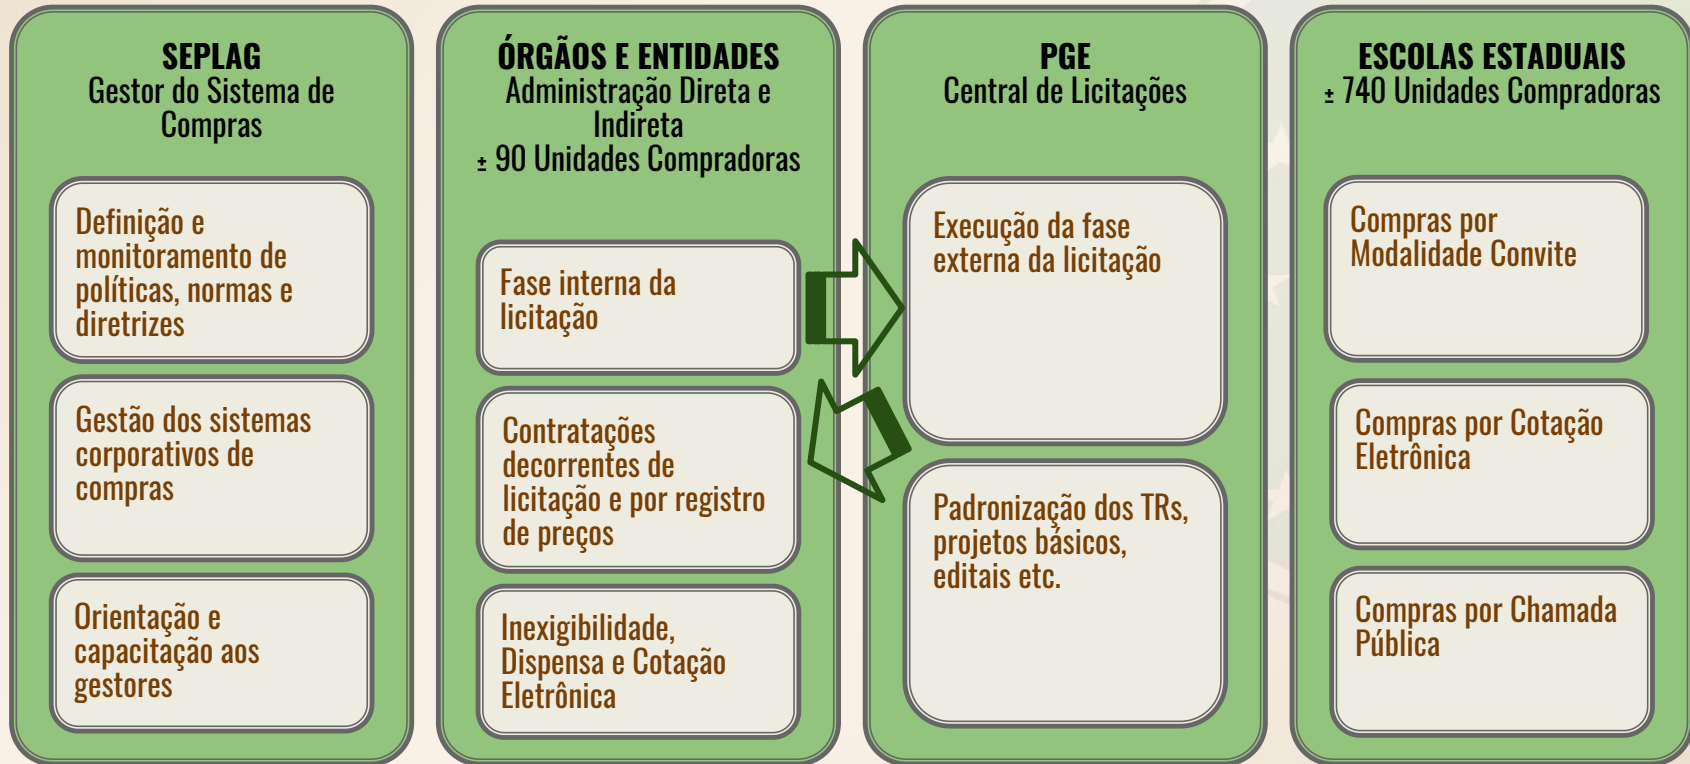 SEPLAG
Gestor do Sistema de
Compras
Definição e
monitoramento de
políticas, normas e
diretrizes
Gestão dos sistemas
corporativos de
compras
Orientação e
capacitação aos
gestores
ÓRGÃOS E ENTIDADES
Administração Direta e
Indireta
± 90 Unidades Compradoras
Fase interna da
licitação
Contratações
decorrentes de
licitação e por registro
de preços
Inexigibilidade,
Dispensa e Cotação
Eletrônica
PGE
Central de Licitações
Execução da fase
externa da licitação
Padronização dos TRs,
projetos básicos,
editais etc.
ESCOLAS ESTADUAIS
± 740 Unidades Compradoras
Compras por
Modalidade Convite
Compras por Cotação
Eletrônica
Compras por Chamada
Pública